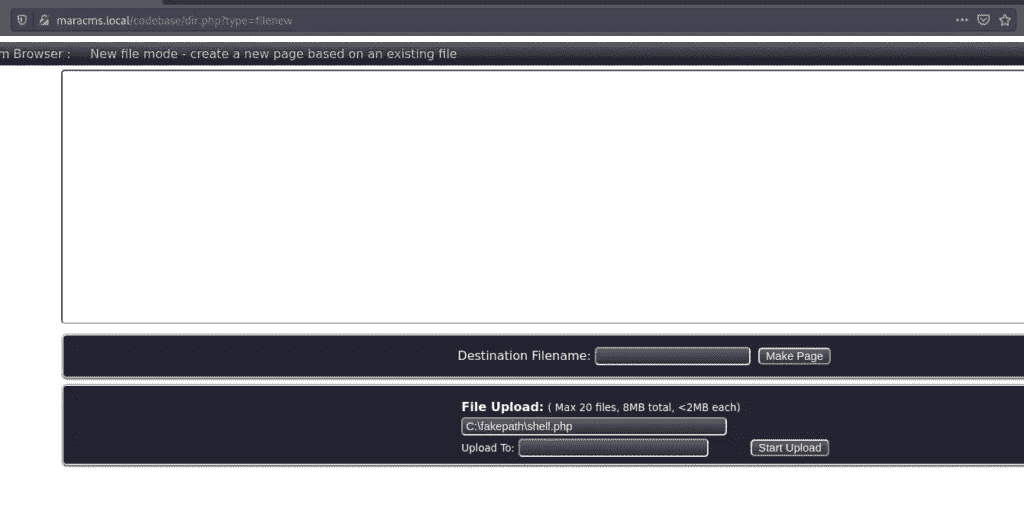 maracms.local/codebase/dir.php?type=filenew
m Browser : New file mode - create a new page based on an existing file
Destination Filename: Make Page
File Upload: ( Max 20 files, 8MB total, <2MB each)
C:\fakepath\shell.php
Upload To: Start Upload